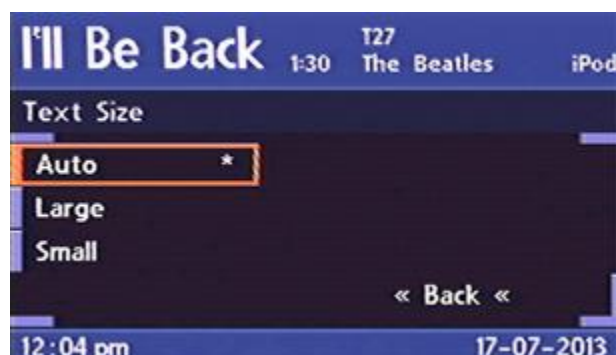 I'll Be Back 1:30 T27 The Beatles iPod
Text Size
Auto *
Large
Small
« Back «
12:04 pm 17-07-2013